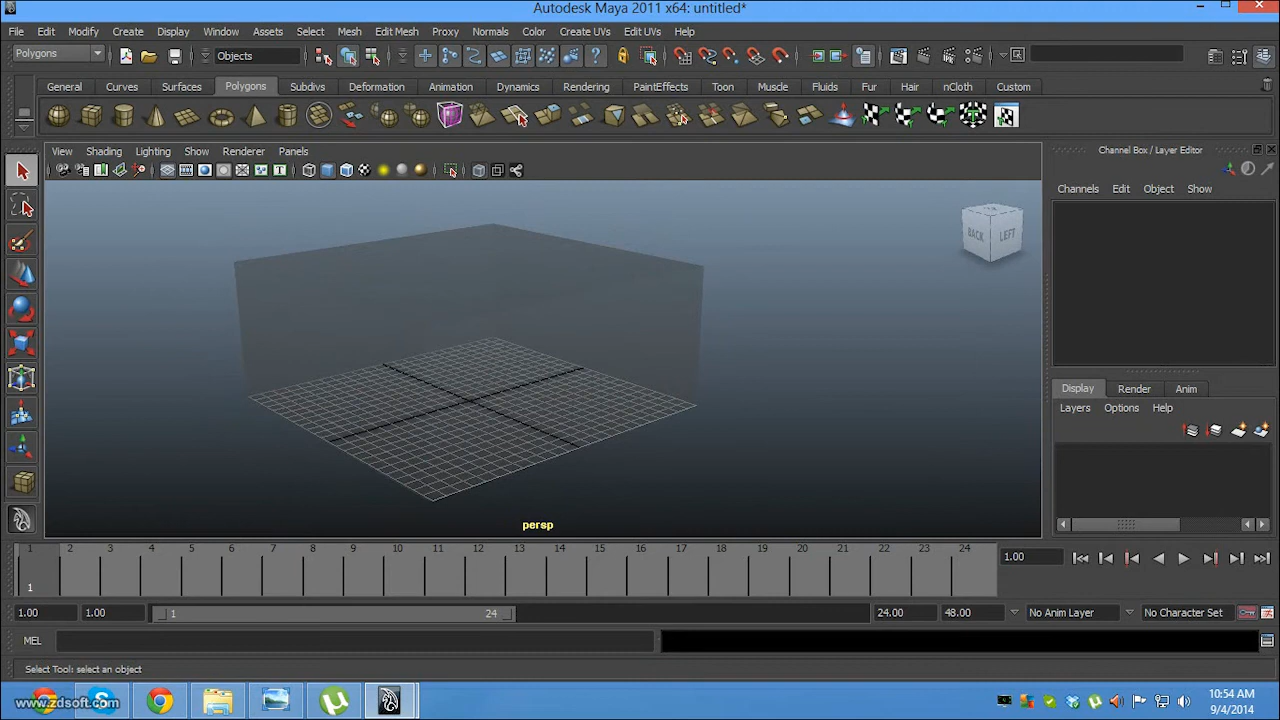 Autodesk Maya 2011 x64: untitled*
File Edit Modify Create Display Window Assets Select Mesh Edit Mesh Proxy Normals Color Create UVs Edit UVs Help
Polygons Objects
General Curves Surfaces Polygons Subdivs Deformation Animation Dynamics Rendering PaintEffects Toon Muscle Fluids Fur Hair nCloth Custom
View Shading Lighting Show Renderer Panels
Channel Box / Layer Editor
Channels Edit Object Show
BACK LEFT
Display Render Anim
Layers Options Help
persp
1 2 3 4 5 6 7 8 9 10 11 12 13 14 15 16 17 18 19 20 21 22 23 24
1.00
1
1.00 1.00 1 24 24.00 48.00 No Anim Layer No Character Set
MEL
Select Tool: select an object
www.zdsoft.com
10:54 AM
9/4/2014